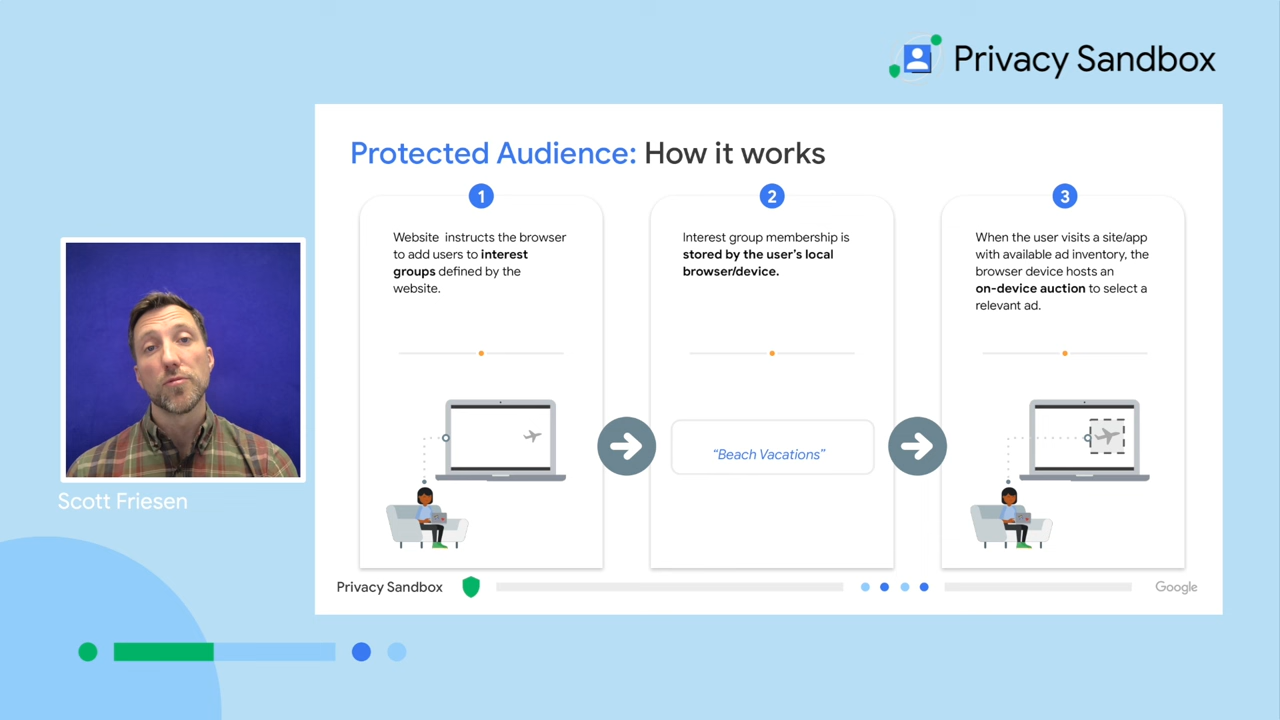 Privacy Sandbox
Protected Audience: How it works
1
Website instructs the browser
to add users to interest
groups defined by the
website.
2
Interest group membership is
stored by the user's local
browser/device.
"Beach Vacations"
3
When the user visits a site/app
with available ad inventory, the
browser device hosts an
on-device auction to select a
relevant ad.
Scott Friesen
Privacy Sandbox
Google